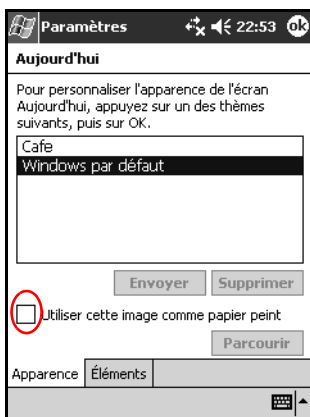 Paramètres 22:53 ok
Aujourd'hui
Pour personnaliser l'apparence de l'écran
Aujourd'hui, appuyez sur un des thèmes
suivants, puis sur OK.
Cafe
Windows par défaut
Envoyer Supprimer
Utiliser cette image comme papier peint
Parcourir
Apparence Éléments